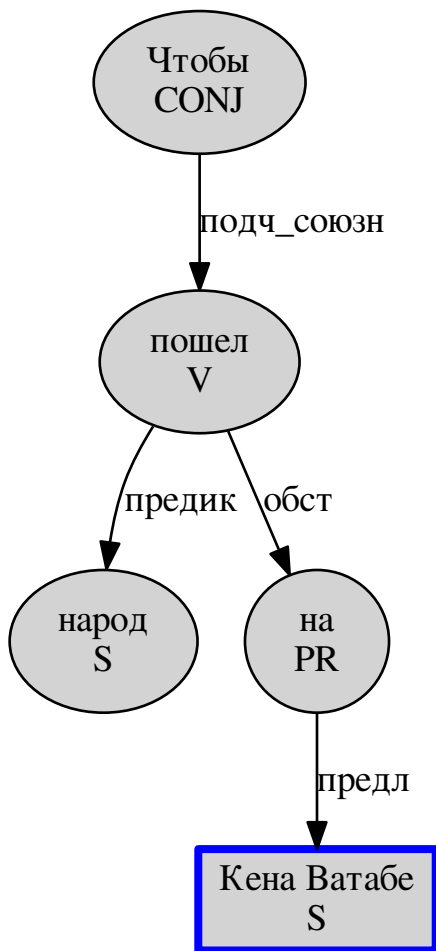 Чтобы
CONJ
подч_союзн
пошел
V
предик
обст
народ
S
на
PR
предл
Кена Ватабе
S